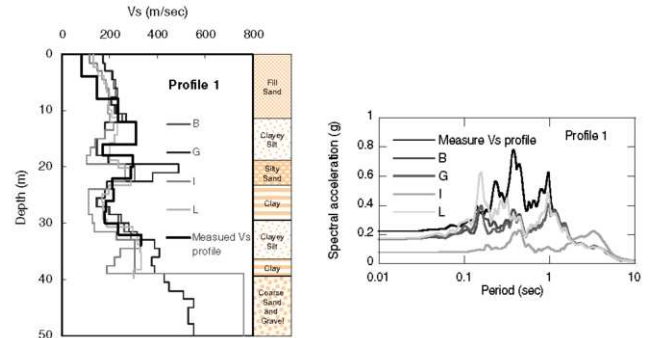 Vs (m/sec)
0 200 400 600 800
0
10
20
30
40
50
Depth (m)
Profile 1
B
G
I
L
Measued Vs
profile
Fill
Sand
Clayey
Silt
Silty
Sand
Clay
Clayey
Silt
Clay
Coarse
Sand
and
Gravel
Spectral acceleration (g)
1
0.8
0.6
0.4
0.2
0
Measure Vs profile
B
G
I
L
Profile 1
0.01 0.1 1 10
Period (sec)